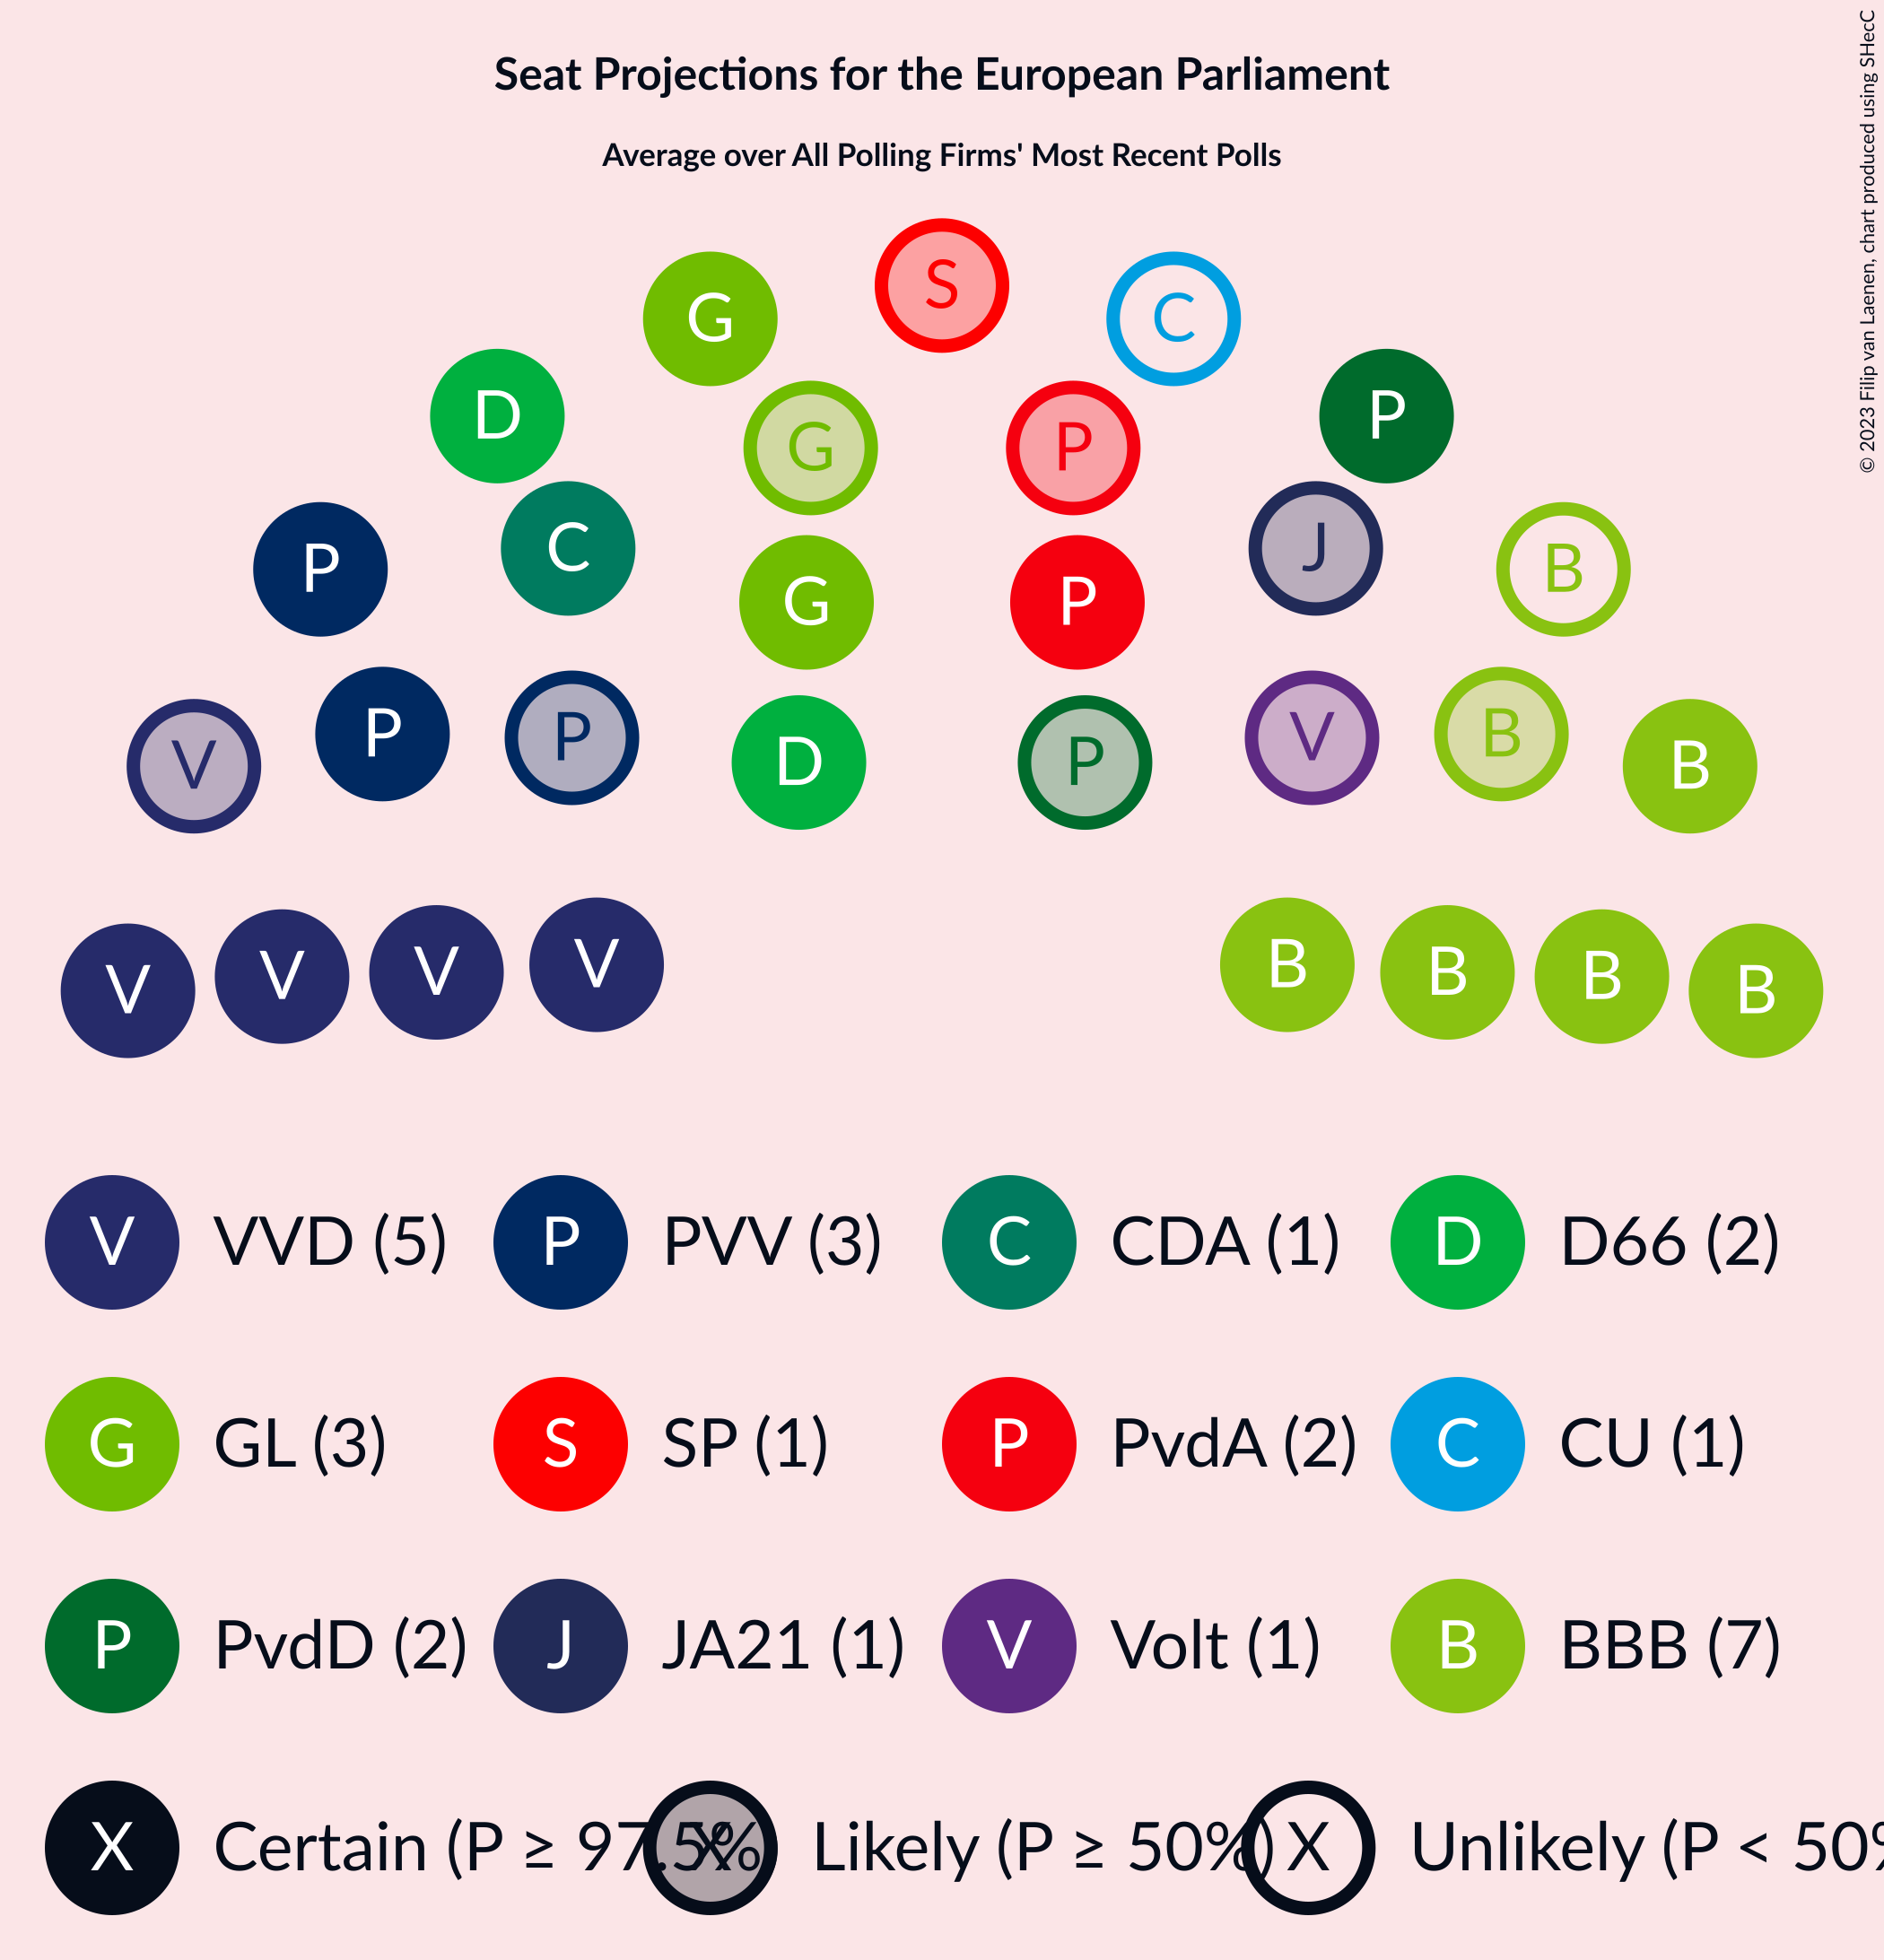 Seat Projections for the European Parliament
Average over All Polling Firms' Most Recent Polls
© 2023 Filip van Laenen, chart produced using SHecC
S
G C
D P
G P
P C J B
G P
V P P D P V B B
V V V V B B B B
V VVD (5) P PVV (3) C CDA (1) D D66 (2)
G GL (3) S SP (1) P PvdA (2) C CU (1)
P PvdD (2) J JA21 (1) V Volt (1) B BBB (7)
X Certain (P ≥ 97.5% X Likely (P ≥ 50%) X Unlikely (P < 50%